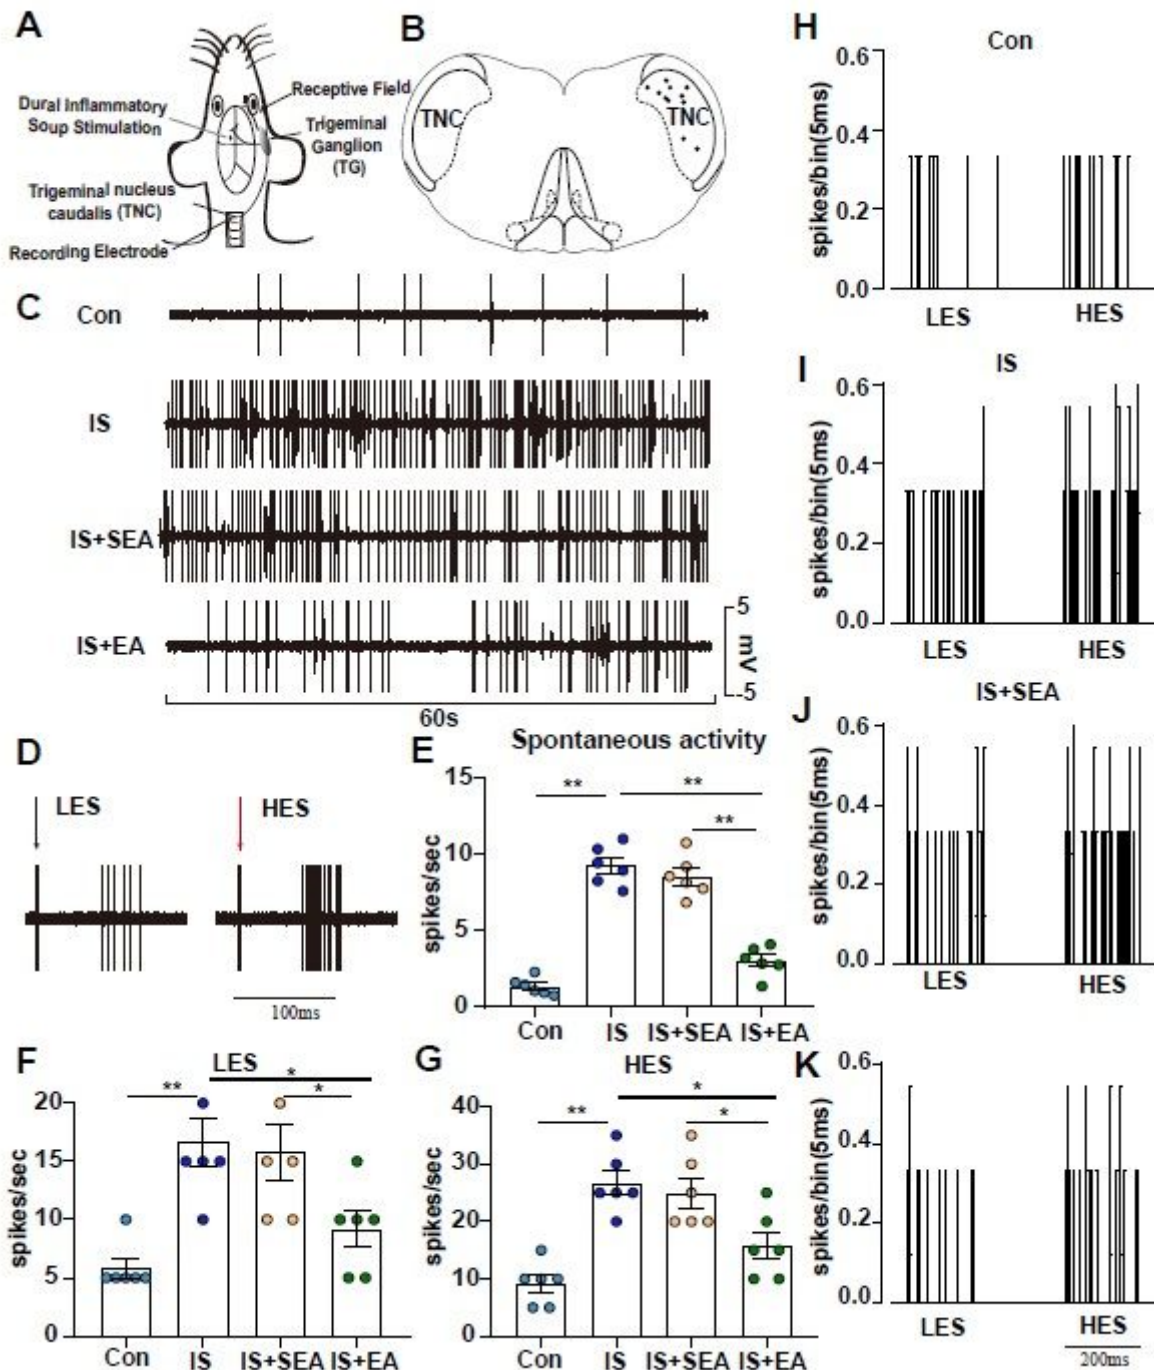 A
Dural Inflammatory
Soup Stimulation
Receptive Field
Trigeminal
Ganglion
(TG)
Trigeminal nucleus
caudalis (TNC)
Recording Electrode
B
TNC
TNC
C
Con
IS
IS+SEA
IS+EA
5
mV
-5
60s
D
LES
HES
100ms
E
Spontaneous activity
spikes/sec
15
10
5
0
**
**
**
Con
IS
IS+SEA
IS+EA
F
LES
spikes/sec
20
15
10
5
0
**
*
*
Con
IS
IS+SEA
IS+EA
G
HES
spikes/sec
40
30
20
10
0
**
*
*
Con
IS
IS+SEA
IS+EA
H
Con
spikes/bin(5ms)
0.6
0.4
0.2
0.0
LES
HES
I
IS
spikes/bin(5ms)
0.6
0.4
0.2
0.0
LES
HES
J
IS+SEA
spikes/bin(5ms)
0.6
0.4
0.2
0.0
LES
HES
K
spikes/bin(5ms)
0.6
0.4
0.2
0.0
LES
HES
200ms